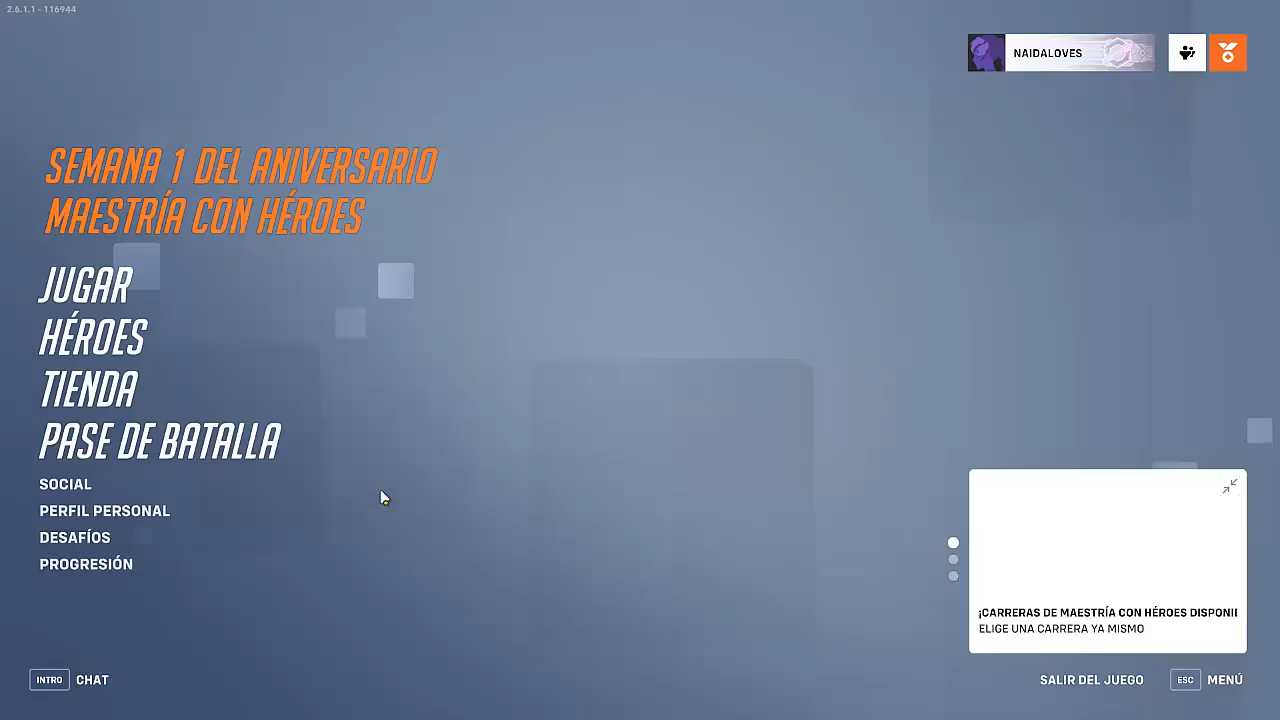 2.6.1.1 - 116944
NAIDALOVES
SEMANA 1 DEL ANIVERSARIO
MAESTRÍA CON HÉROES
JUGAR
HÉROES
TIENDA
PASE DE BATALLA
SOCIAL
PERFIL PERSONAL
DESAFÍOS
PROGRESIÓN
¡CARRERAS DE MAESTRÍA CON HÉROES DISPONI
ELIGE UNA CARRERA YA MISMO
INTRO CHAT
SALIR DEL JUEGO ESC MENÚ